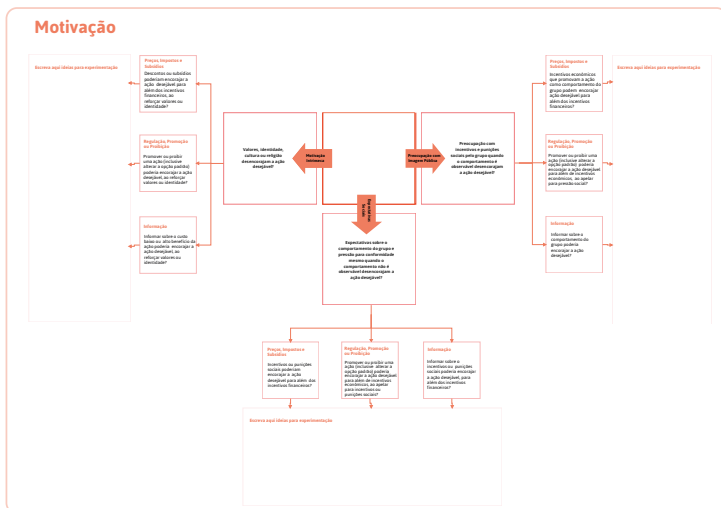 Motivação
Escreva aqui ideias para experimentação
Preços, Impostos e
Subsídios
Descontos ou subsídios
poderiam encorajar a
ação desejável para
além dos incentivos
financeiros, ao
reforçar valores ou
identidade?
Regulação, Promoção
ou Proibição
Promover ou proibir
uma ação (inclusive
alterar a opção padrão)
poderia encorajar a ação
desejável, ao reforçar
valores ou identidade?
Informação
Informar sobre o custo
baixo ou alto benefício da
ação poderia encorajar a
ação desejável, ao
reforçar valores ou
identidade?
Valores, identidade,
cultura ou religião
desencorajam a ação
desejável?
Motivação
Intrínseca
Preocupação com
Imagem Pública
Preocupação com
incentivos e punições
sociais pelo grupo quando
o comportamento é
observável desencorajam
a ação desejável?
Expectativas sobre o
comportamento do grupo e
pressão para conformidade
mesmo quando o
comportamento não é
observável desencorajam a
ação desejável?
Preços, Impostos e
Subsídios
Incentivos econômicos
que promovam a ação
como comportamento do
grupo podem encorajar
ação desejável para
além dos incentivos
financeiros?
Regulação, Promoção
ou Proibição
Promover ou proibir uma
ação (inclusive alterar a
opção padrão) poderia
encorajar a ação desejável
para além de incentivos
econômicos, ao apelar
para pressão social?
Informação
Informar sobre o
comportamento do
grupo poderia
encorajar a ação
desejável?
Escreva aqui ideias para experimentação
Preços, Impostos e
Subsídios
Incentivos ou punições
sociais poderiam
encorajar a ação
desejável para além dos
incentivos financeiros?
Regulação, Promoção
ou Proibição
Promover ou proibir uma
ação (inclusive alterar a
opção padrão) poderia
encorajar a ação desejável
para além de incentivos
econômicos, ao apelar
para incentivos ou
punições sociais?
Informação
Informar sobre o
incentivos ou punições
sociais poderia encorajar
a ação desejável, para
além dos incentivos
financeiros?
Escreva aqui ideias para experimentação